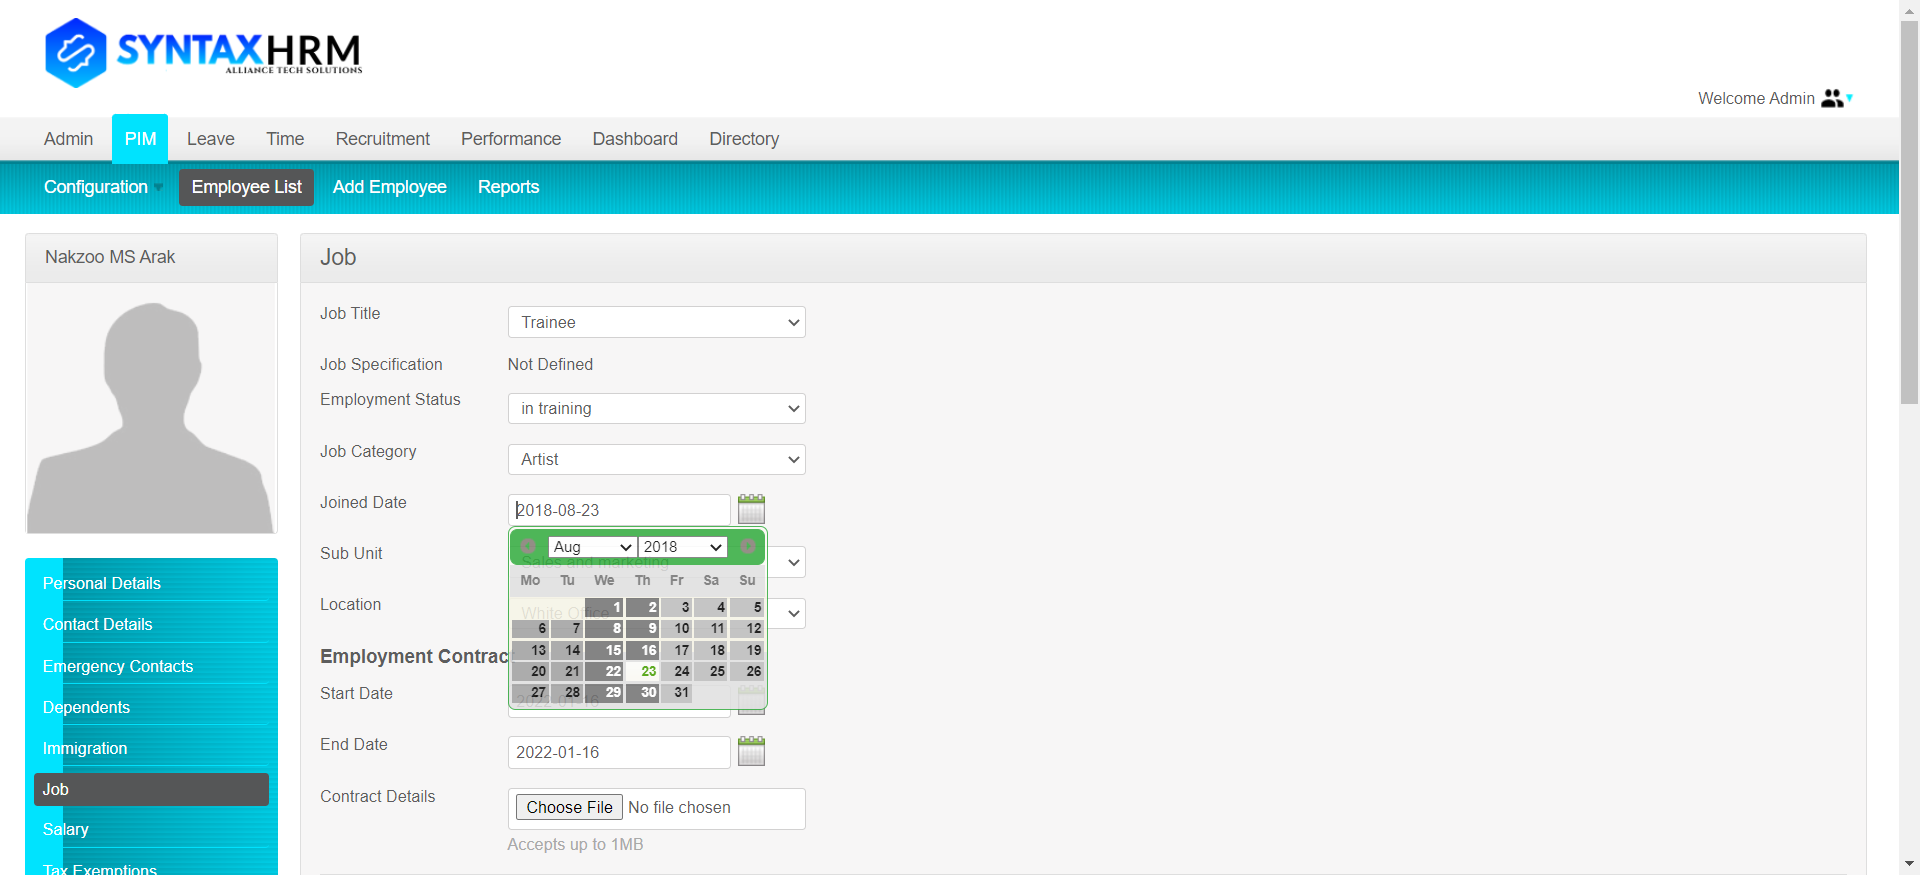 SYNTAXHRM
ALLIANCE TECH SOLUTIONS
Welcome Admin
Admin PIM Leave Time Recruitment Performance Dashboard Directory
Configuration Employee List Add Employee Reports
Nakzoo MS Arak
Personal Details
Contact Details
Emergency Contacts
Dependents
Immigration
Job
Salary
Tax Exemptions
Job
Job Title Trainee
Job Specification Not Defined
Employment Status in training
Job Category Artist
Joined Date 2018-08-23
Aug 2018
Sub Unit Sales and marketing
Mo Tu We Th Fr Sa Su
Location White Office
1 2 3 4 5
6 7 8 9 10 11 12
13 14 15 16 17 18 19
20 21 22 23 24 25 26
27 28 29 30 31
Employment Contract
Start Date 2022-01-16
End Date 2022-01-16
Contract Details Choose File No file chosen
Accepts up to 1MB